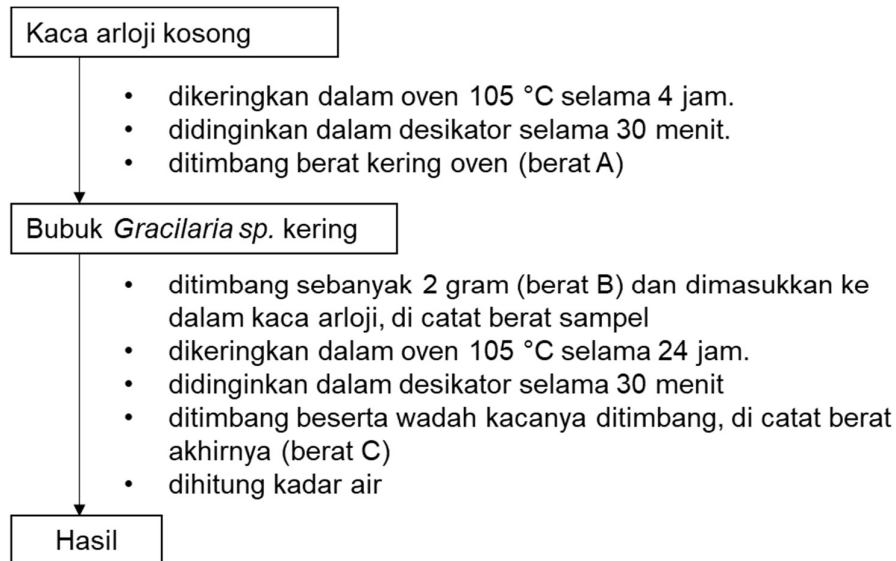 Kaca arloji kosong
• dikeringkan dalam oven 105 °C selama 4 jam.
• didinginkan dalam desikator selama 30 menit.
• ditimbang berat kering oven (berat A)
Bubuk Gracilaria sp. kering
• ditimbang sebanyak 2 gram (berat B) dan dimasukkan ke
dalam kaca arloji, di catat berat sampel
• dikeringkan dalam oven 105 °C selama 24 jam.
• didinginkan dalam desikator selama 30 menit
• ditimbang beserta wadah kacanya ditimbang, di catat berat
akhirnya (berat C)
• dihitung kadar air
Hasil